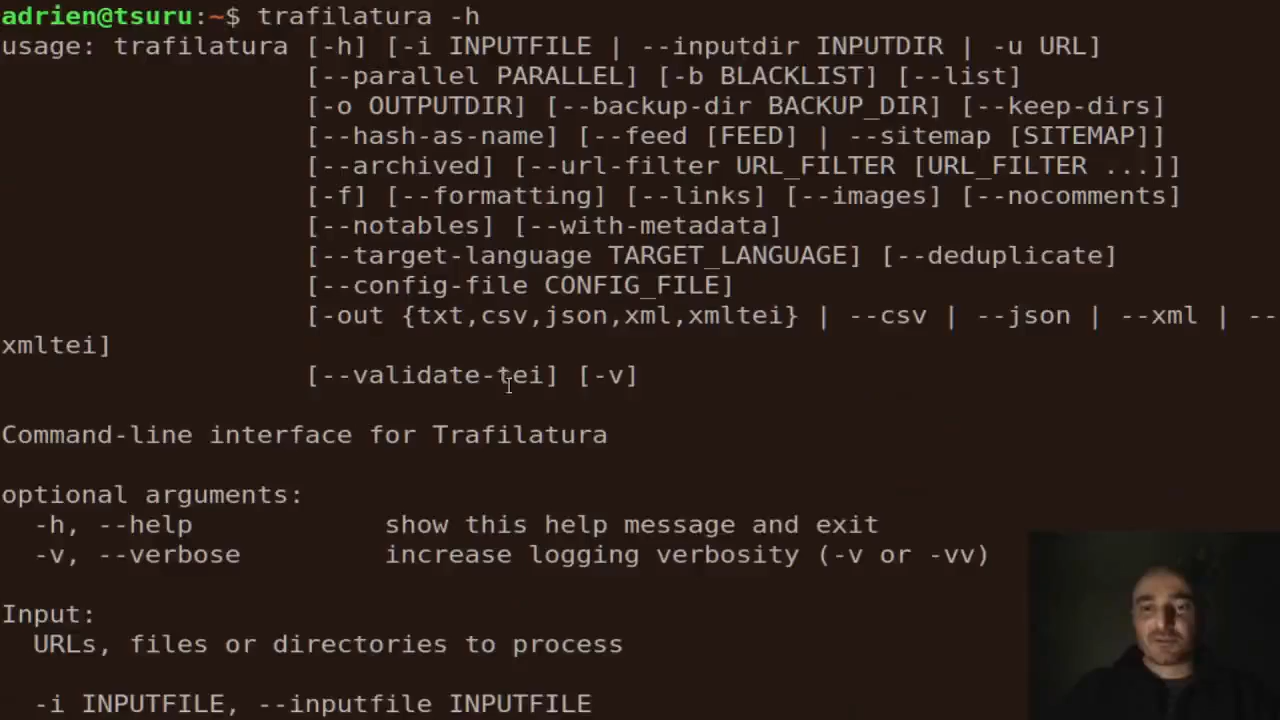 adrien@tsuru:~$ trafilatura -h
usage: trafilatura [-h] [-i INPUTFILE | --inputdir INPUTDIR | -u URL]
[--parallel PARALLEL] [-b BLACKLIST] [--list]
[-o OUTPUTDIR] [--backup-dir BACKUP_DIR] [--keep-dirs]
[--hash-as-name] [--feed [FEED] | --sitemap [SITEMAP]]
[--archived] [--url-filter URL_FILTER [URL_FILTER ...]]
[-f] [--formatting] [--links] [--images] [--nocomments]
[--notables] [--with-metadata]
[--target-language TARGET_LANGUAGE] [--deduplicate]
[--config-file CONFIG_FILE]
[-out {txt,csv,json,xml,xmltei} | --csv | --json | --xml | --
xmltei]
[--validate-tei] [-v]
Command-line interface for Trafilatura
optional arguments:
-h, --help show this help message and exit
-v, --verbose increase logging verbosity (-v or -vv)
Input:
URLs, files or directories to process
-i INPUTFILE, --inputfile INPUTFILE